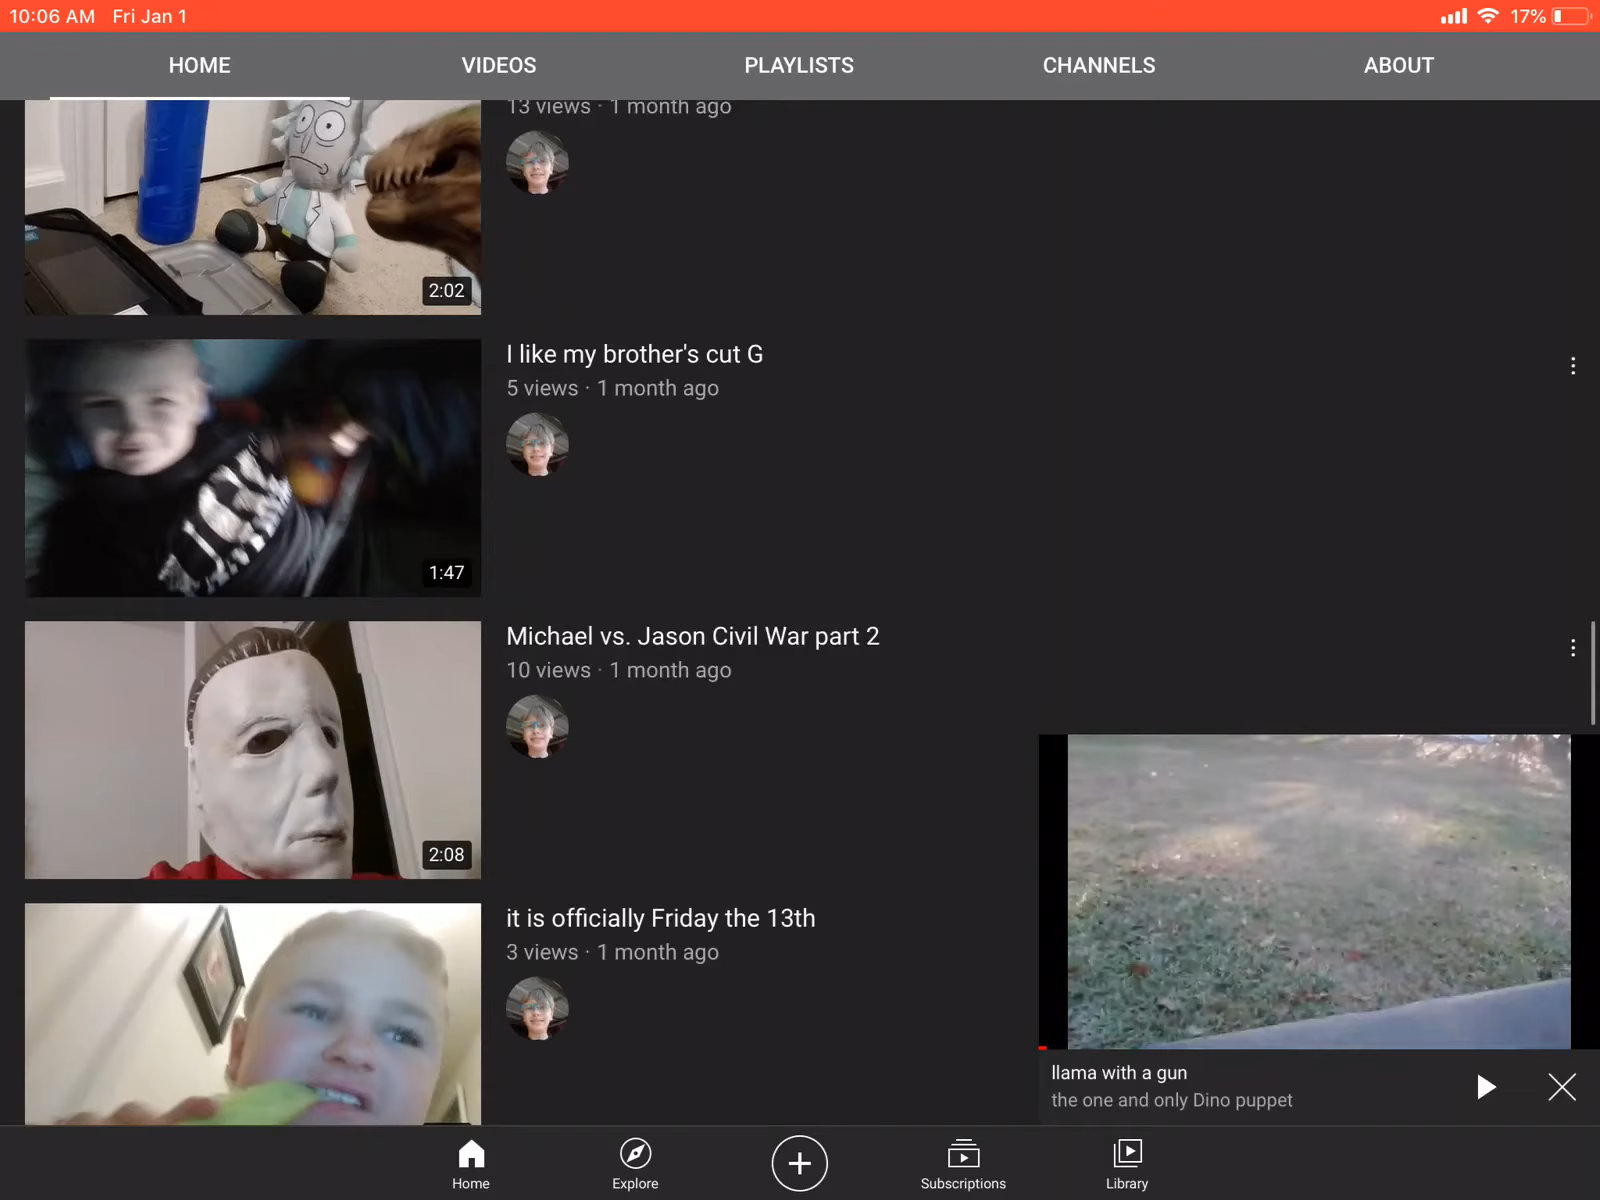 10:06 AM Fri Jan 1
17%
HOME
VIDEOS
PLAYLISTS
CHANNELS
ABOUT
13 views · 1 month ago
2:02
I like my brother's cut G
5 views · 1 month ago
1:47
Michael vs. Jason Civil War part 2
10 views · 1 month ago
2:08
it is officially Friday the 13th
3 views · 1 month ago
llama with a gun
the one and only Dino puppet
Home
Explore
Subscriptions
Library